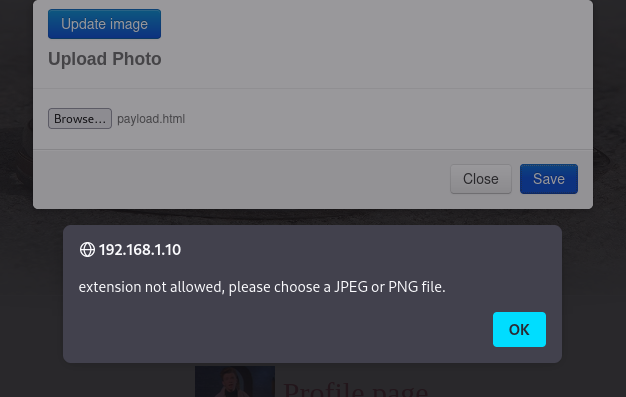 Update image
Upload Photo
Browse... payload.html
Close Save
192.168.1.10
extension not allowed, please choose a JPEG or PNG file.
OK
Profile page